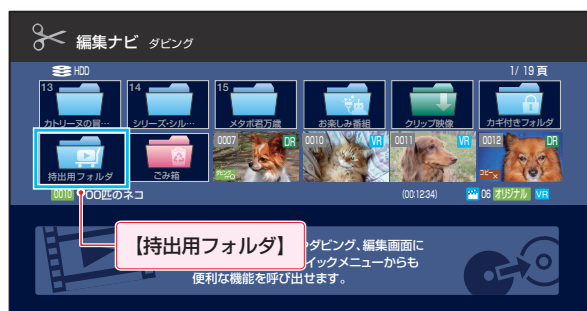 編集ナビ ダビング
HDD 1/ 19 頁
13 14 15
カトリーヌの冒… シリーズ・シル… メタボ君万歳 お楽しみ番組 クリップ映像 カギ付きフォルダ
0007 DR 0010 VR 0011 VR 0012 DR
持出用フォルダ ごみ箱 コピー×
0010 〇〇匹のネコ (00:12:34) 06 オリジナル VR
【持出用フォルダ】
ダビング、編集画面に
イックメニューからも
便利な機能を呼び出せます。